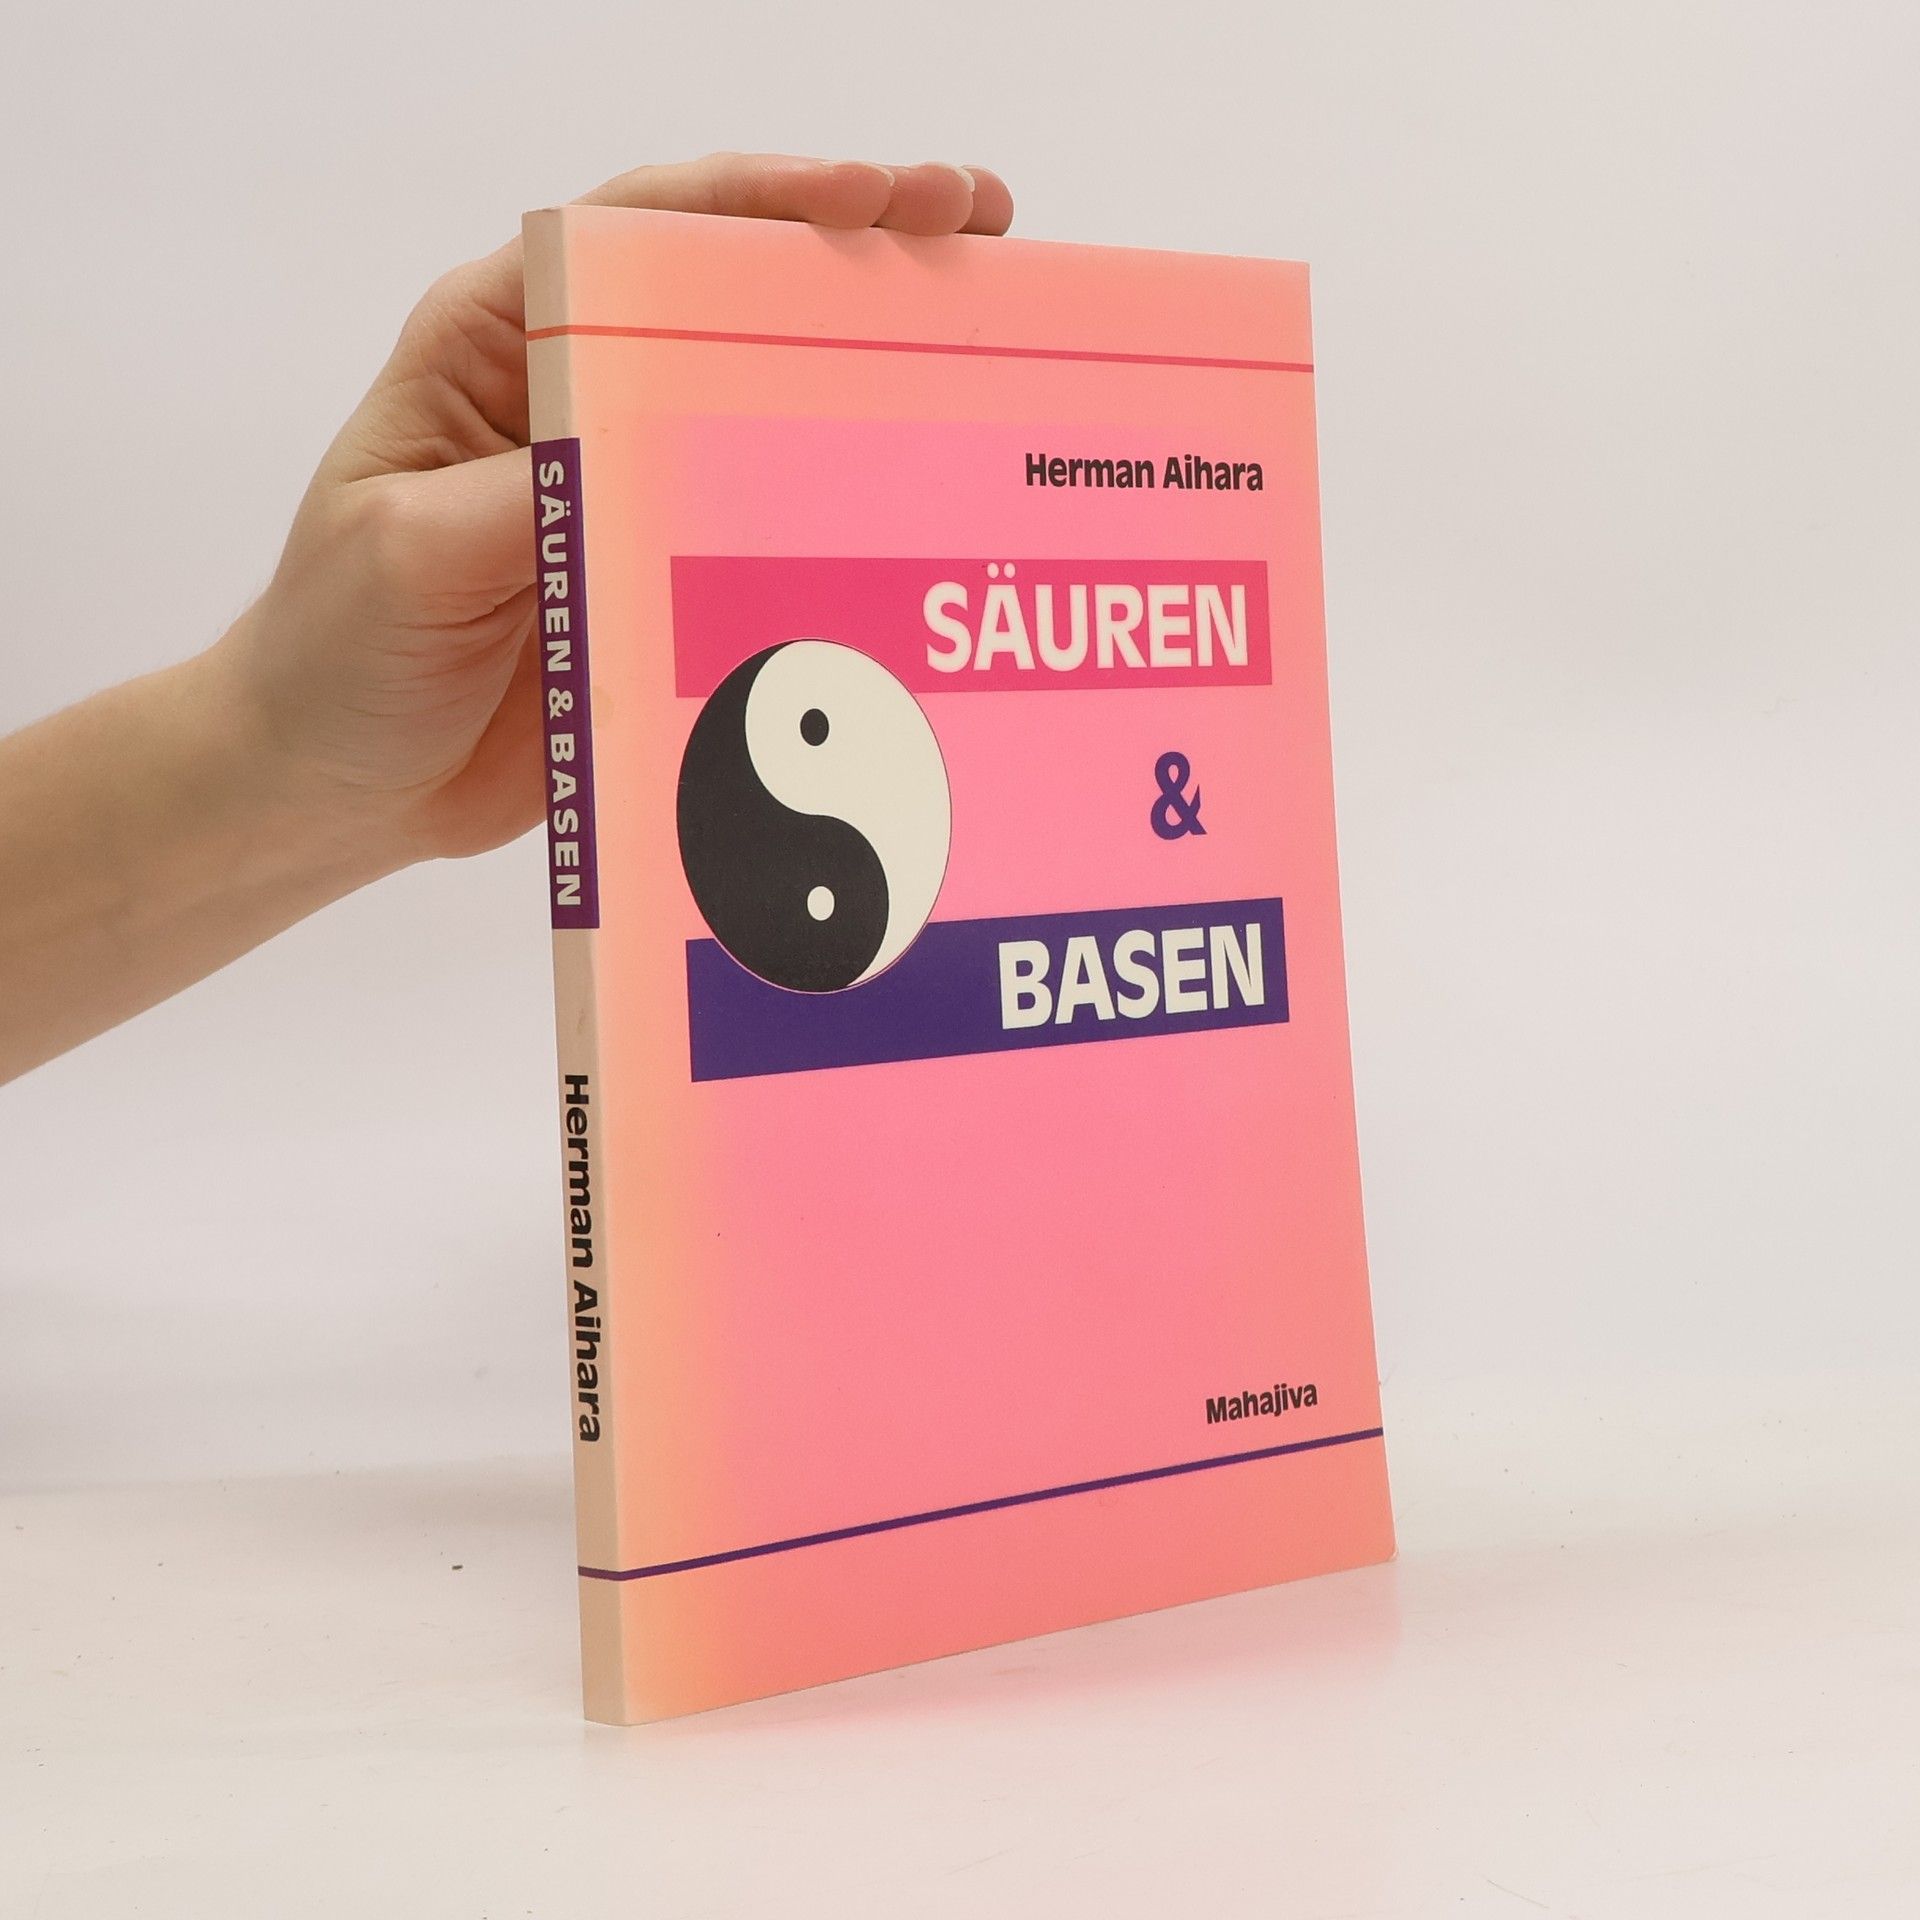 SÄUREN & BASEN
Herman Aihara
Herman Aihara
SÄUREN
&
BASEN
Mahajiva